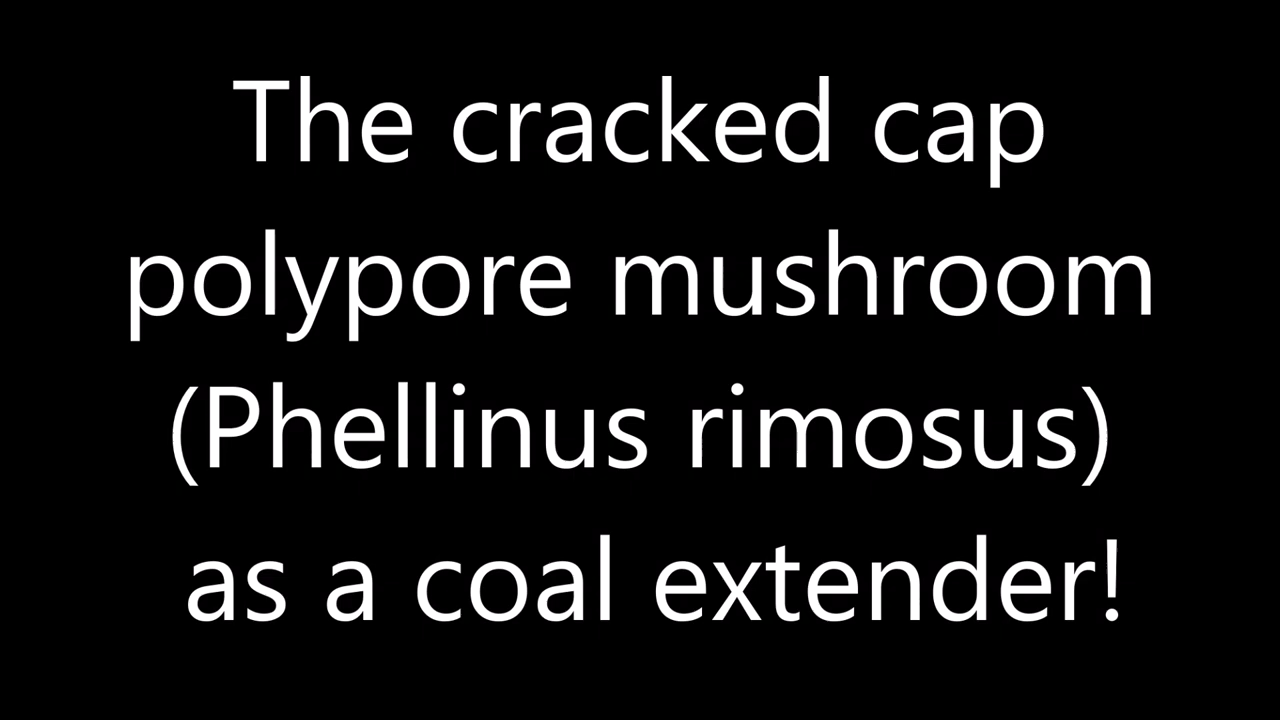 The cracked cap
polypore mushroom
(Phellinus rimosus)
as a coal extender!